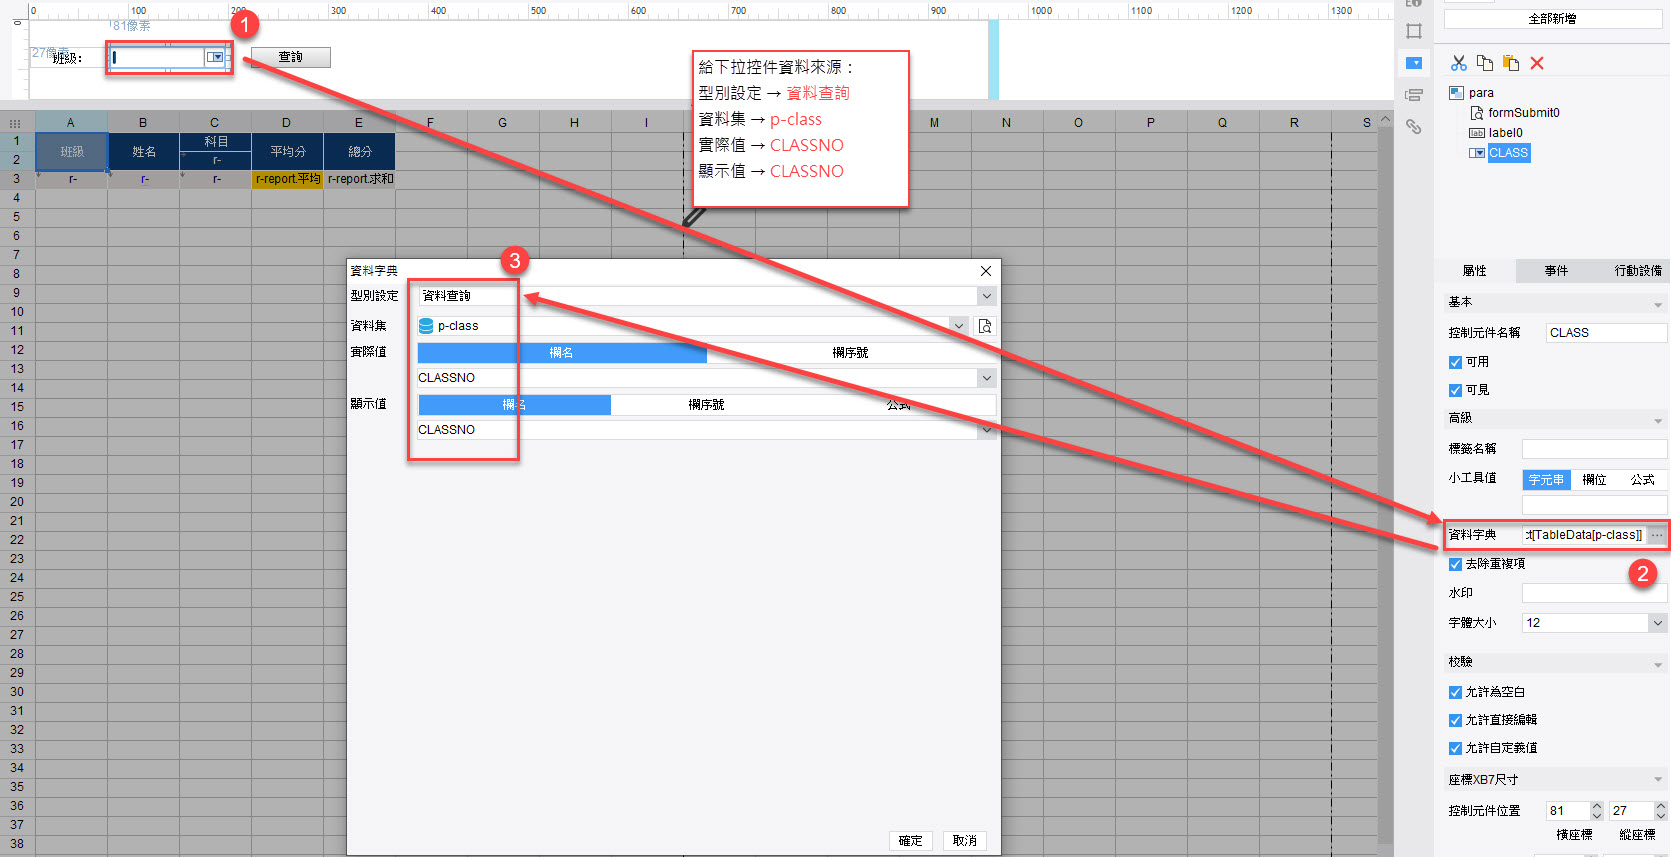 0 100 200 300 400 500 600 700 800 900 1000 1100 1200 1300
81像素
1
27像素
班級：
查詢
全部新增
給下拉控件資料來源：
型別設定 → 資料查詢
資料集 → p-class
實際值 → CLASSNO
顯示值 → CLASSNO
para
formSubmit0
label0
CLASS
A B C D E F G H I M N O P Q R S
1
班級 姓名 科目 平均分 總分
2
r-
3
r- r- r- r-report.平均 r-report.求和
4
5
6
7
8
9
10
11
12
13
14
15
16
17
18
19
20
21
22
23
24
25
26
27
28
29
30
31
32
33
34
35
36
37
38
3
資料字典
型別設定 資料查詢
資料集 p-class
實際值 欄名 欄序號
CLASSNO
顯示值 欄名 欄序號 公式
CLASSNO
確定 取消
屬性 事件 行動設備
基本
控制元件名稱 CLASS
可用
可見
高級
標籤名稱
小工具值 字元串 欄位 公式
資料字典 t[TableData[p-class]] ...
去除重複項
2
水印
字體大小 12
校驗
允許為空白
允許直接編輯
允許自定義值
座標XB7尺寸
控制元件位置 81 27
橫座標 縱座標